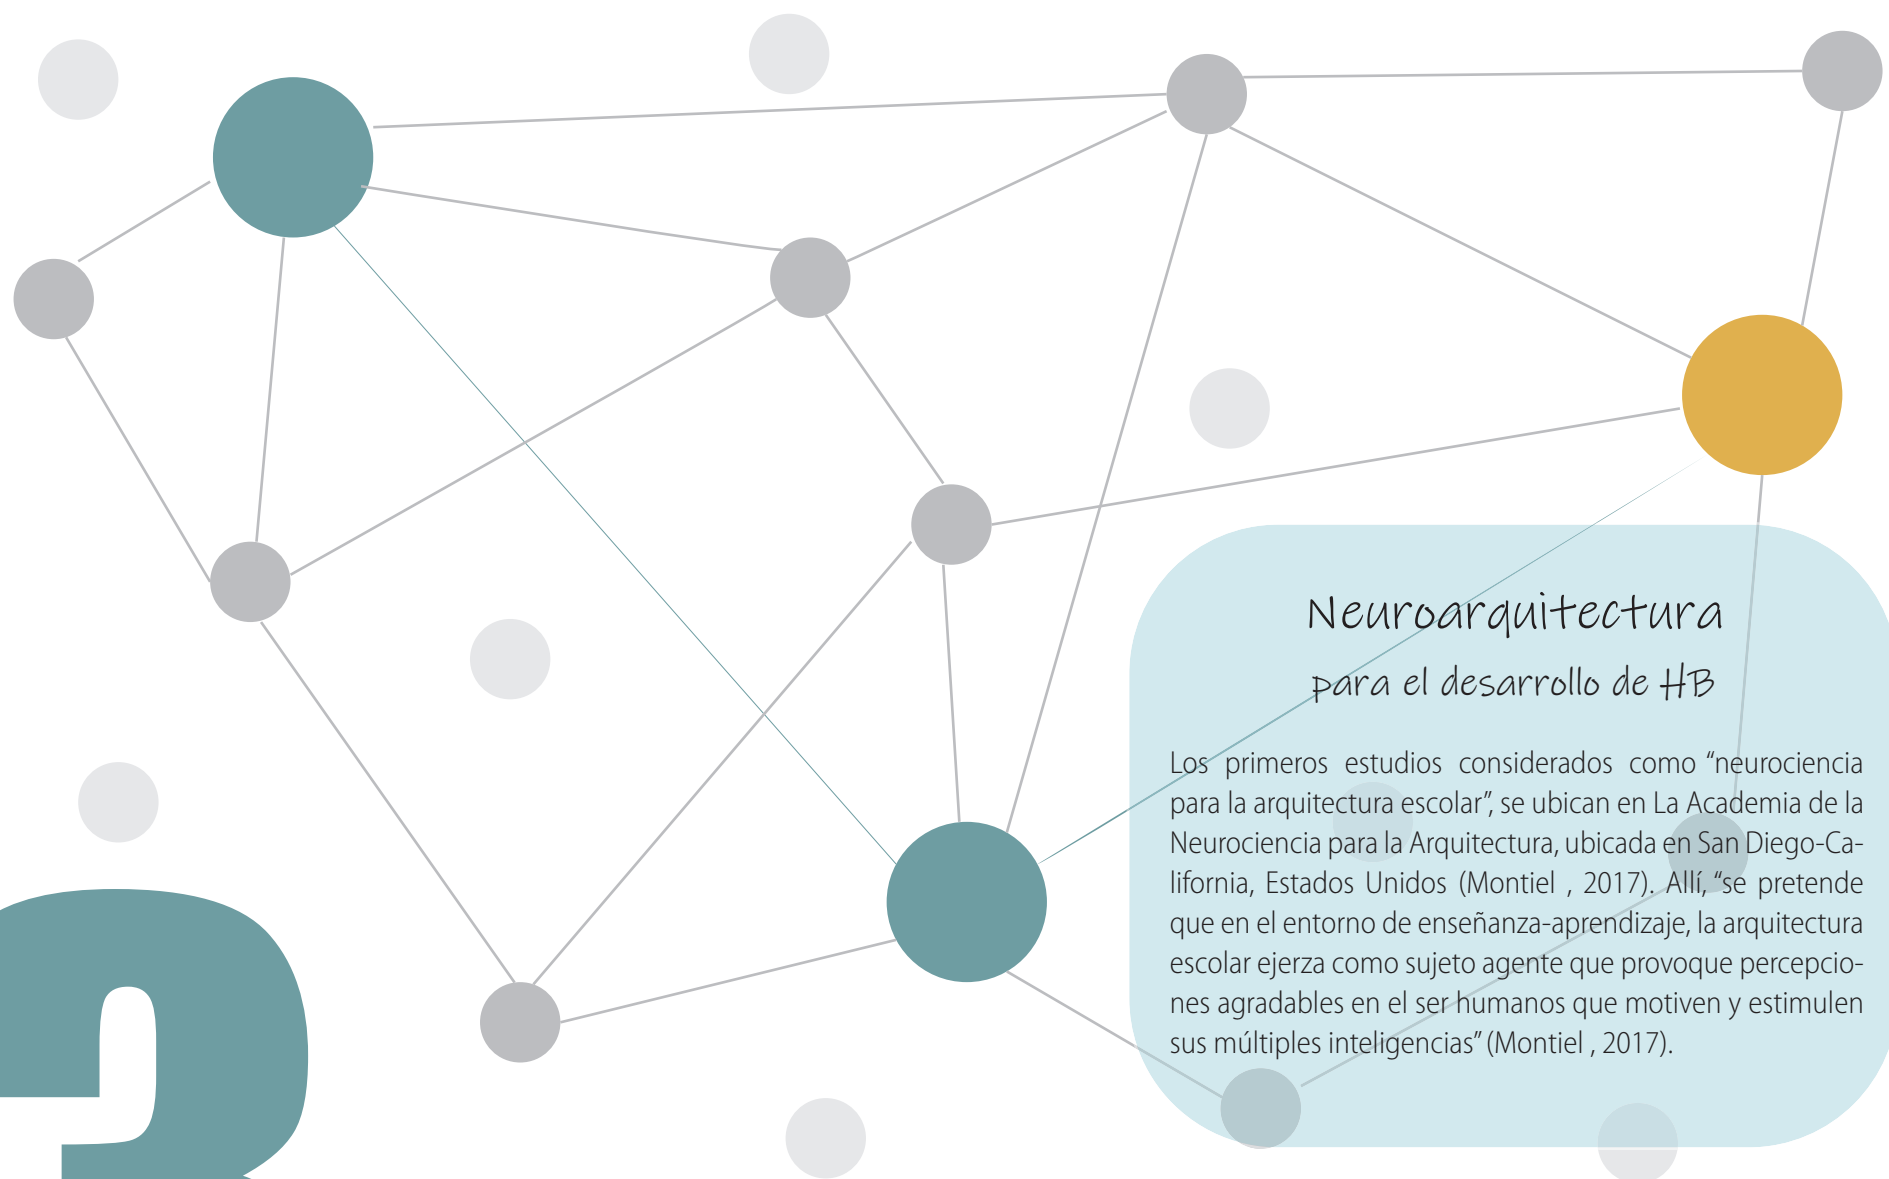 Neuroarquitectura
para el desarrollo de HB
Los primeros estudios considerados como “neurociencia
para la arquitectura escolar”, se ubican en La Academia de la
Neurociencia para la Arquitectura, ubicada en San Diego-Ca-
lifornia, Estados Unidos (Montiel , 2017). Allí, “se pretende
que en el entorno de enseñanza-aprendizaje, la arquitectura
escolar ejerza como sujeto agente que provoque percepcio-
nes agradables en el ser humanos que motiven y estimulen
sus múltiples inteligencias” (Montiel , 2017).
3